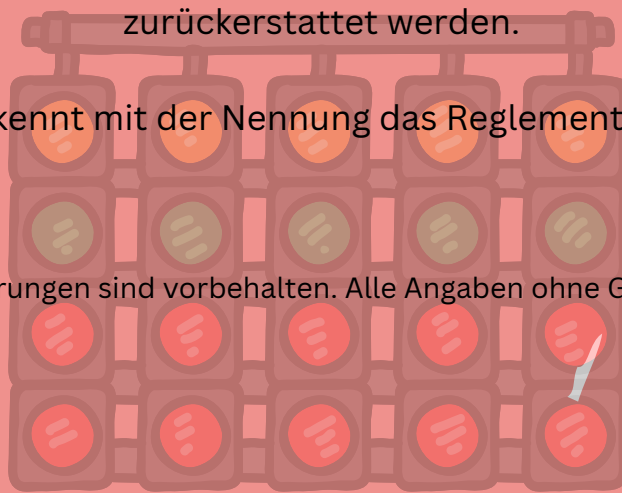 zurückerstattet werden.
kennt mit der Nennung das Reglement
rungen sind vorbehalten. Alle Angaben ohne G